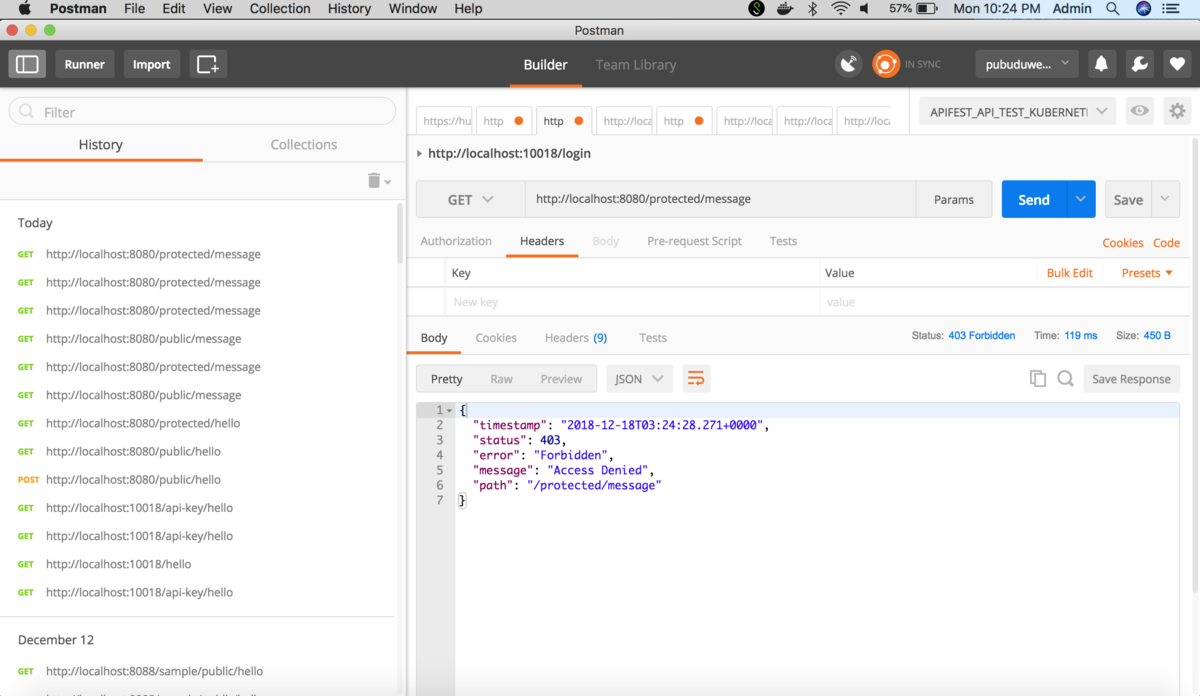 Postman File Edit View Collection History Window Help 57% Mon 10:24 PM Admin
Postman
Runner Import Builder Team Library IN SYNC pubuduwe...
Filter
History Collections
Today
GET http://localhost:8080/protected/message
GET http://localhost:8080/protected/message
GET http://localhost:8080/protected/message
GET http://localhost:8080/public/message
GET http://localhost:8080/protected/message
GET http://localhost:8080/public/message
GET http://localhost:8080/protected/hello
GET http://localhost:8080/public/hello
POST http://localhost:8080/public/hello
GET http://localhost:10018/api-key/hello
GET http://localhost:10018/api-key/hello
GET http://localhost:10018/hello
GET http://localhost:10018/api-key/hello
December 12
GET http://localhost:8088/sample/public/hello
https://hu http http http://loca http http://loca http://loca http://loc APIFEST_API_TEST_KUBERNET
http://localhost:10018/login
GET http://localhost:8080/protected/message Params Send Save
Authorization Headers Body Pre-request Script Tests Cookies Code
Key Value Bulk Edit Presets
New key value
Body Cookies Headers (9) Tests Status: 403 Forbidden Time: 119 ms Size: 450 B
Pretty Raw Preview JSON Save Response
1 {
2 "timestamp": "2018-12-18T03:24:28.271+0000",
3 "status": 403,
4 "error": "Forbidden",
5 "message": "Access Denied",
6 "path": "/protected/message"
7 }